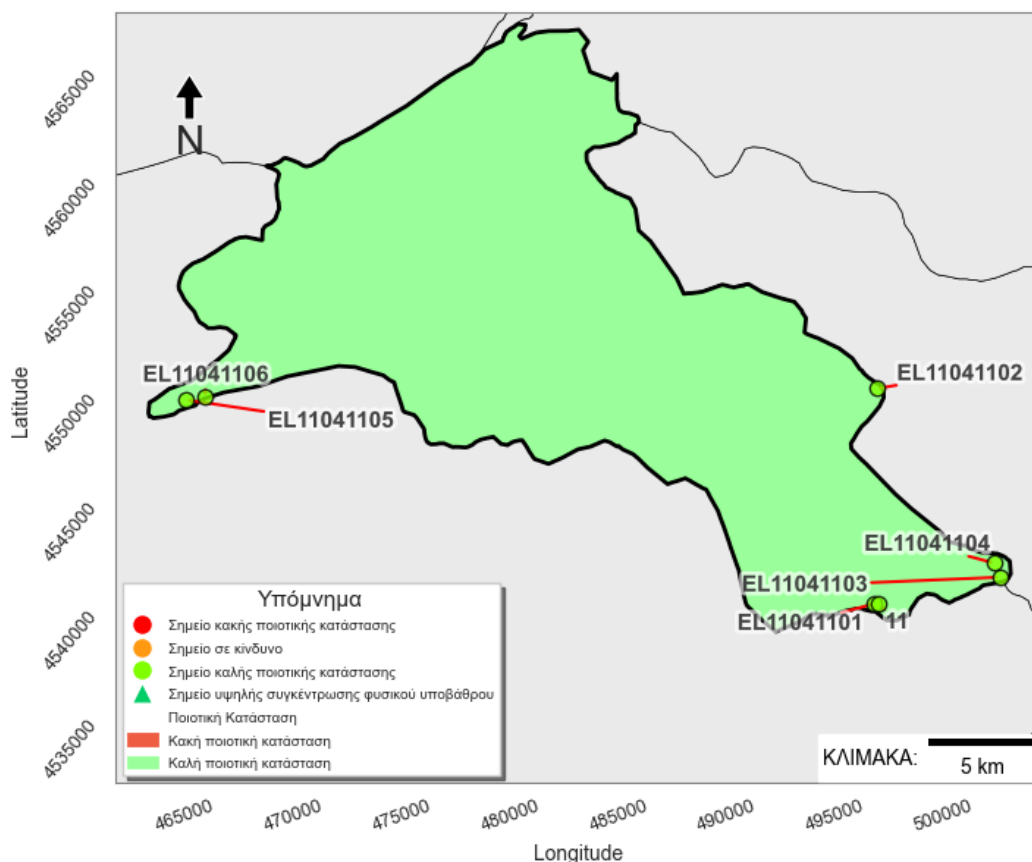 N
EL11041106
EL11041105
EL11041102
EL11041104
EL11041103
EL11041101
11
Υπόμνημα
Σημείο κακής ποιοτικής κατάστασης
Σημείο σε κίνδυνο
Σημείο καλής ποιοτικής κατάστασης
Σημείο υψηλής συγκέντρωσης φυσικού υποβάθρου
Ποιοτική Κατάσταση
Κακή ποιοτική κατάσταση
Καλή ποιοτική κατάσταση
ΚΛΙΜΑΚΑ:
5 km
Latitude
4565000
4560000
4555000
4550000
4545000
4540000
4535000
465000
470000
475000
480000
485000
490000
495000
500000
Longitude